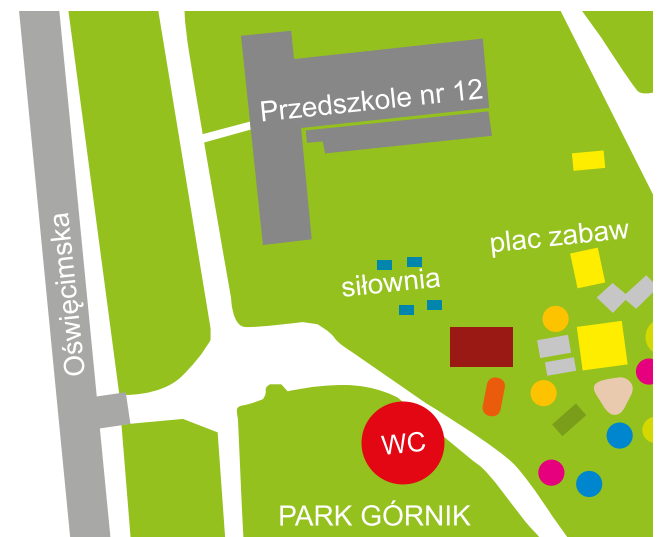 Przedszkole nr 12
plac zabaw
siłownia
Oświęcimska
WC
PARK GÓRNIK